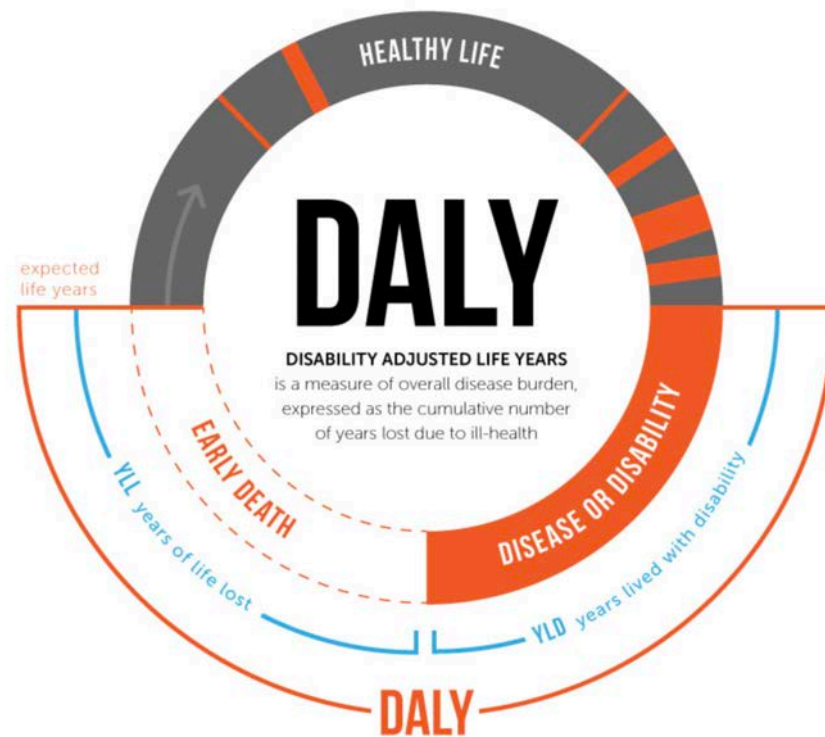 HEALTHY LIFE
DALY
expected
life years
DISABILITY ADJUSTED LIFE YEARS
is a measure of overall disease burden,
expressed as the cumulative number
of years lost due to ill-health
EARLY DEATH
DISEASE OR DISABILITY
YLL years of life lost
YLD years lived with disability
DALY